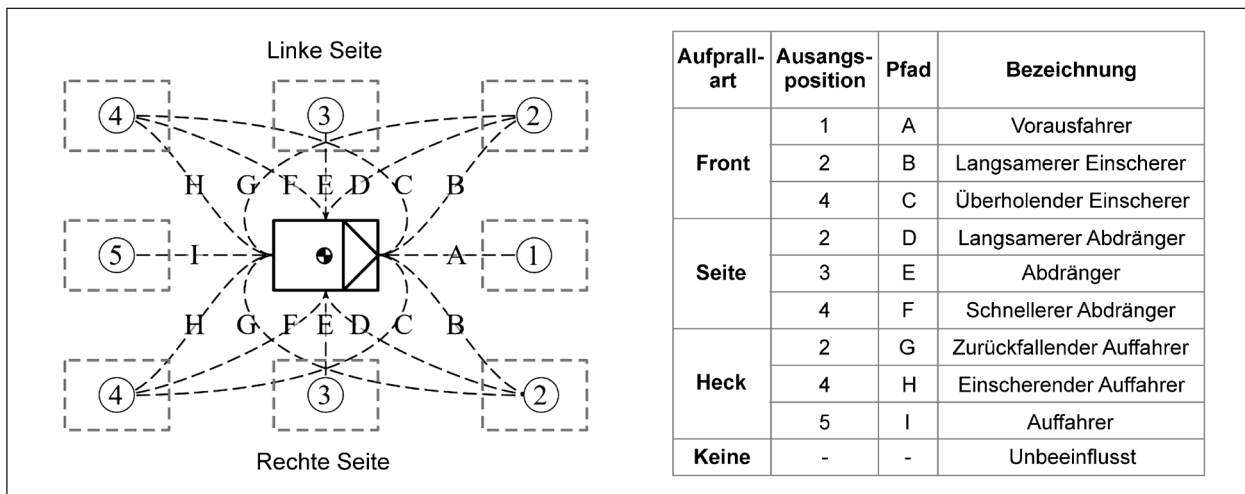 Linke Seite
4 3 2
H G F E D C B
5 I A 1
H G F E D C B
4 3 2
Rechte Seite
Aufprall-
art
Ausangs-
position
Pfad
Bezeichnung
Front
1 A Vorausfahrer
2 B Langsamerer Einscherer
4 C Überholender Einscherer
Seite
2 D Langsamerer Abdränger
3 E Abdränger
4 F Schnellerer Abdränger
Heck
2 G Zurückfallender Auffahrer
4 H Einscherender Auffahrer
5 I Auffahrer
Keine - - Unbeeinflusst